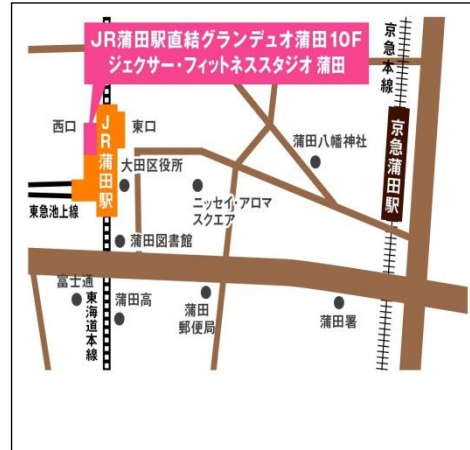 JR蒲田駅直結グランデュオ蒲田10F
ジェクサー・フィットネススタジオ 蒲田
京急本線
西口
JR蒲田駅
東口
蒲田八幡神社
京急蒲田駅
大田区役所
東急池上線
ニッセイ・アロマ
スクエア
蒲田図書館
富士通
東海道本線
蒲田高
蒲田
郵便局
蒲田署